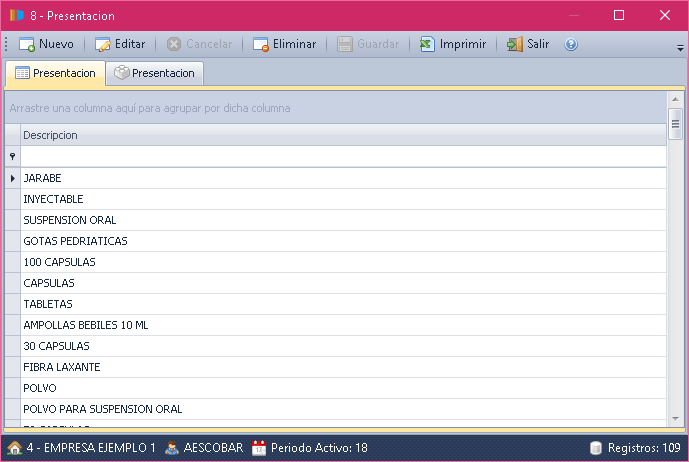 8 - Presentacion
Nuevo Editar Cancelar Eliminar Guardar Imprimir Salir
Presentacion Presentacion
Arrastre una columna aquí para agrupar por dicha columna
Descripcion
JARABE
INYECTABLE
SUSPENSION ORAL
GOTAS PEDRIATICAS
100 CAPSULAS
CAPSULAS
TABLETAS
AMPOLLAS BEBILES 10 ML
30 CAPSULAS
FIBRA LAXANTE
POLVO
POLVO PARA SUSPENSION ORAL
4 - EMPRESA EJEMPLO 1 AESCOBAR Periodo Activo: 18 Registros: 109